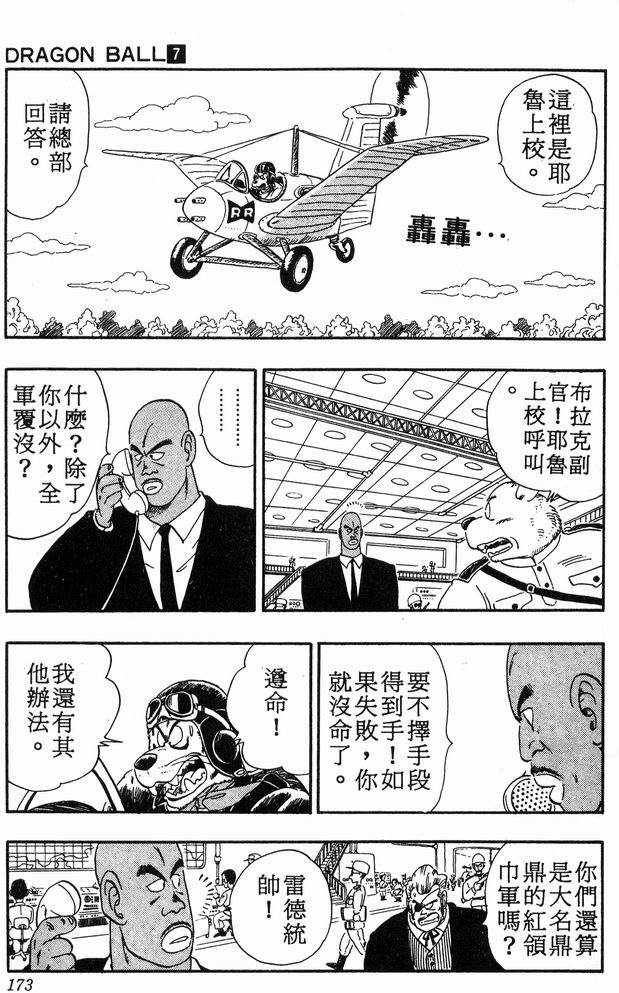 DRAGON BALL 7
這裡是耶
魯上校。
請總部
回答。
轟轟…
RR
布拉克副
官！耶魯
上校呼叫
。
………
什麼？除了
你以外，全
軍覆沒？
要不擇手段
得到手！如
果失敗，你
就沒命了。
遵命！
我還有其
他辦法。
你們還算
是大名鼎
鼎的紅領
巾軍嗎？
雷德統
帥！
173